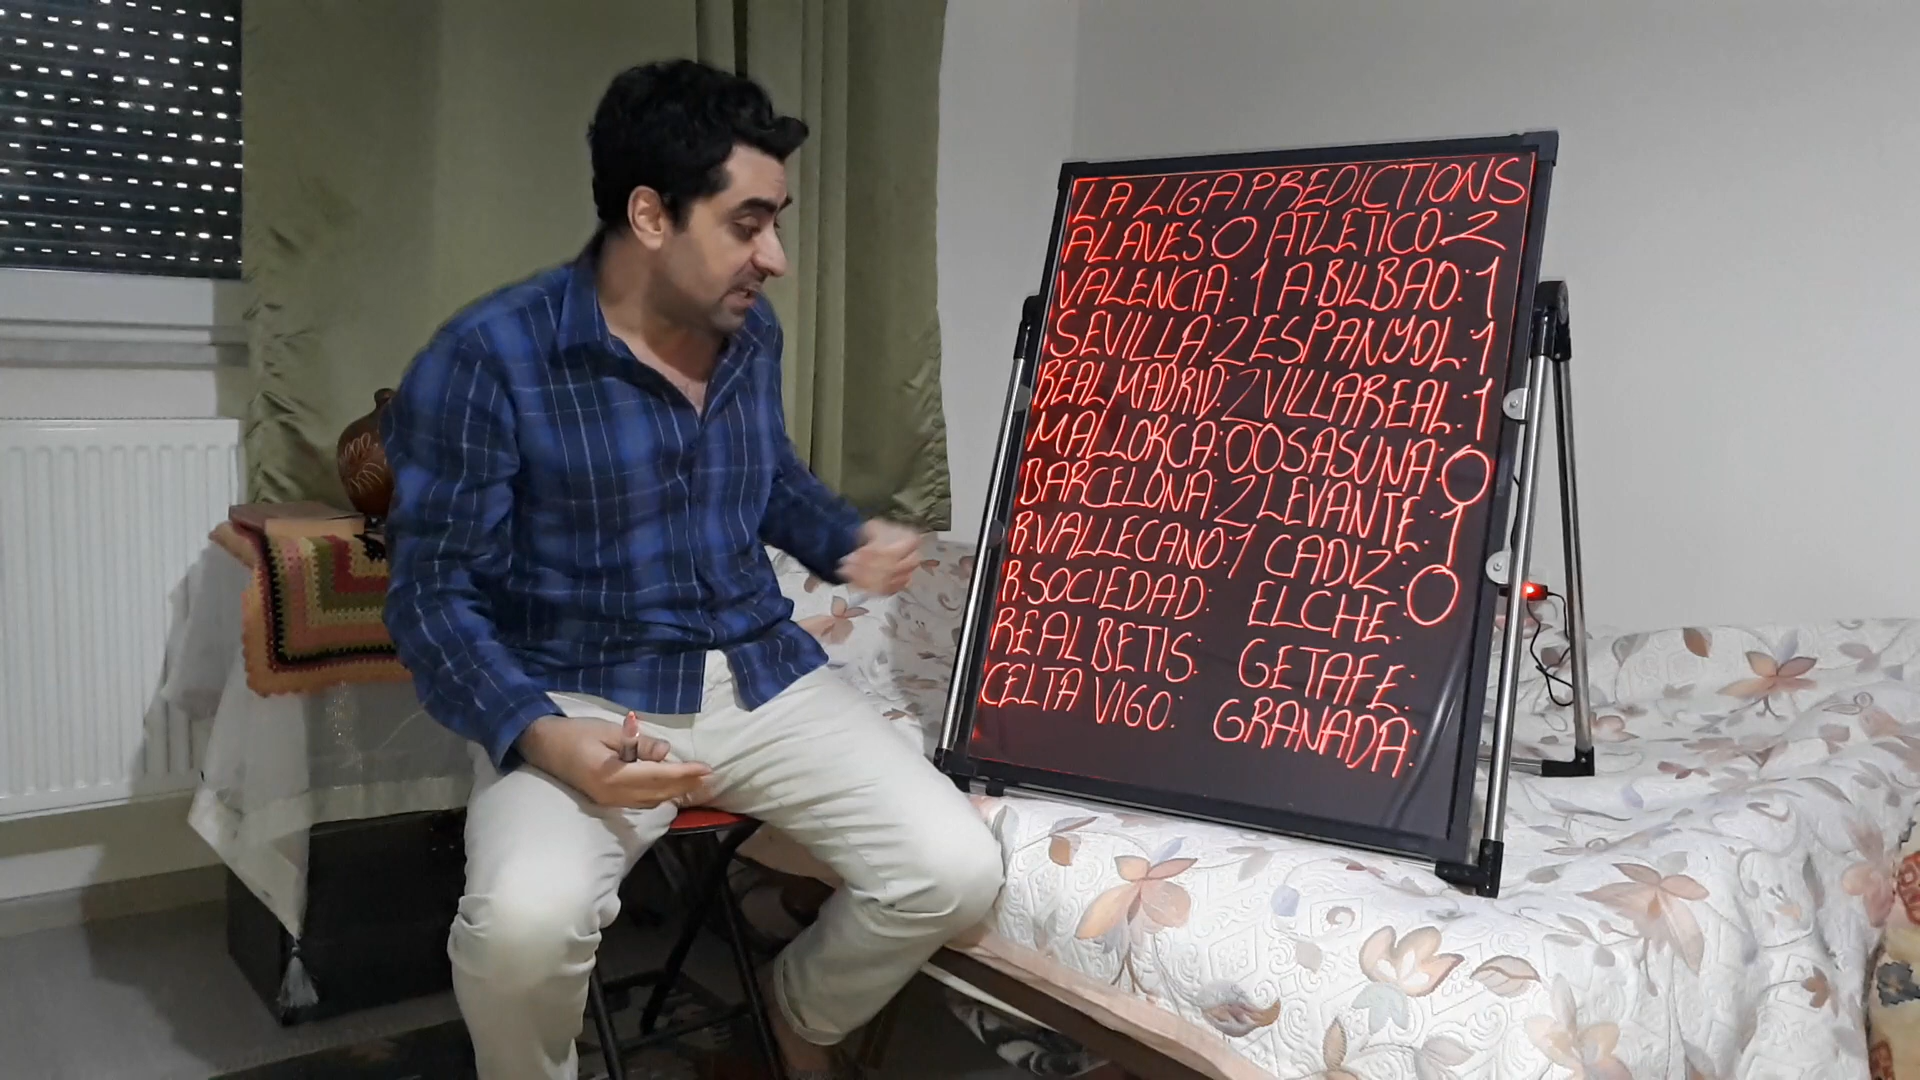 LA LIGA PREDICTIONS
ALAVES:0 ATLETICO:2
VALENCIA:1 A.BILBAO:1
SEVILLA:2 ESPANYOL:1
REAL MADRID:2 VILLAREAL:1
MALLORCA:0 OSASUNA:0
BARCELONA:2 LEVANTE:1
R.VALLECANO:1 CADIZ:0
R.SOCIEDAD: ELCHE:
REAL BETIS: GETAFE:
CELTA VIGO: GRANADA: